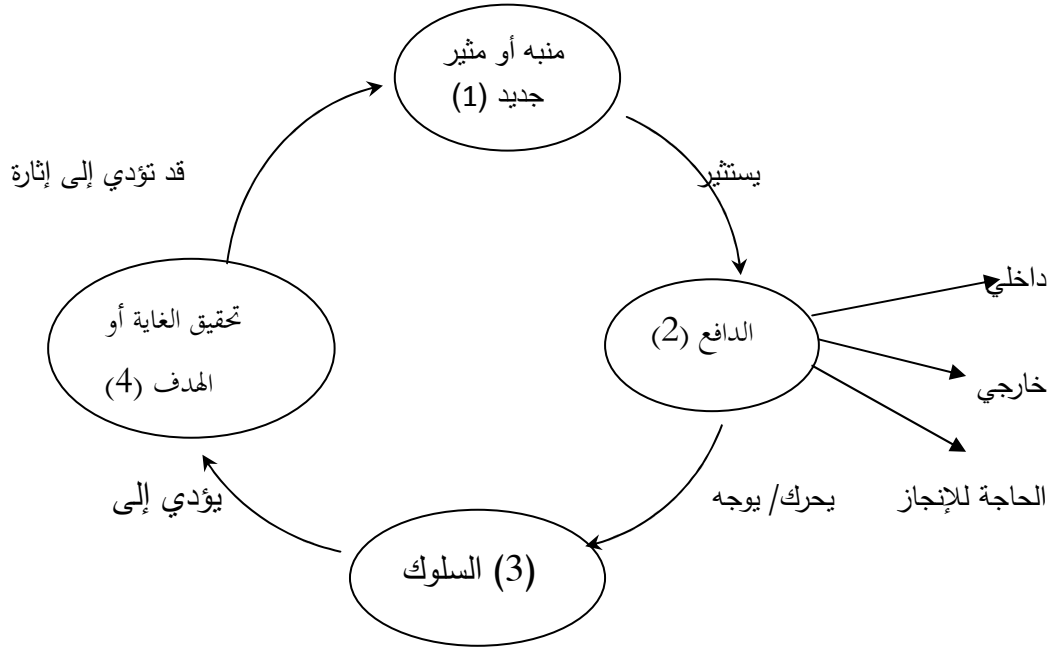 منبه أو مثير
جديد (1)
يستثير
قد تؤدي إلى إثارة
داخلي
الدافع (2)
خارجي
تحقيق الغاية أو
الهدف (4)
الحاجة للإنجاز
يحرك/ يوجه
يؤدي إلى
(3) السلوك